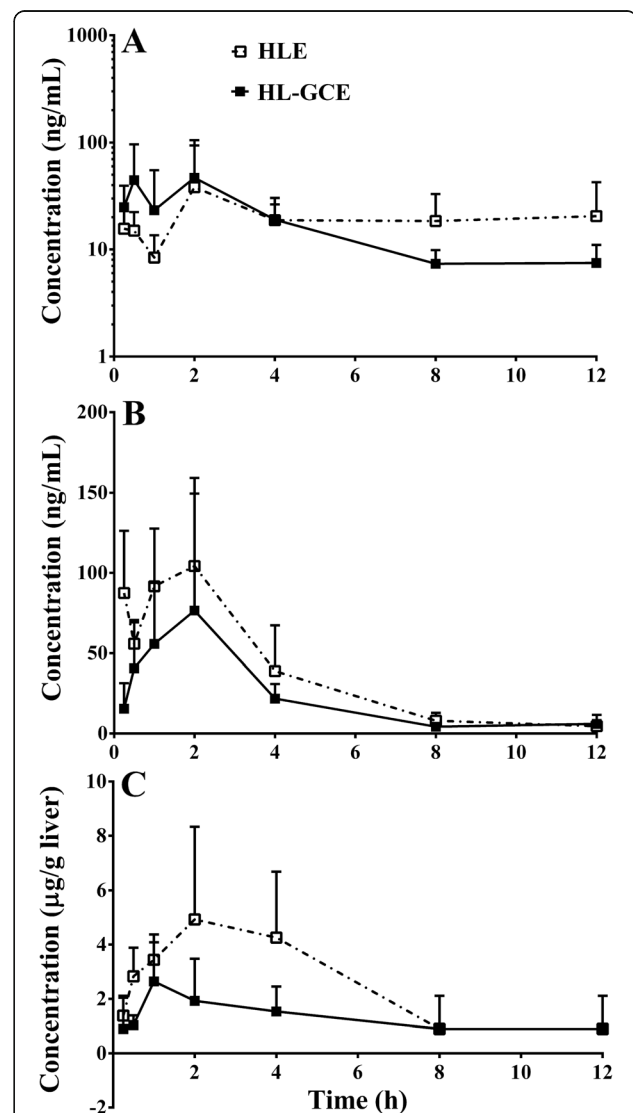 A
HLE
HL-GCE
Concentration (ng/mL)
1000
100
10
1
0 2 4 6 8 10 12
B
Concentration (ng/mL)
200
150
100
50
0
0 2 4 6 8 10 12
C
Concentration (µg/g liver)
10
8
6
4
2
0
-2
2 4 6 8 10 12
Time (h)